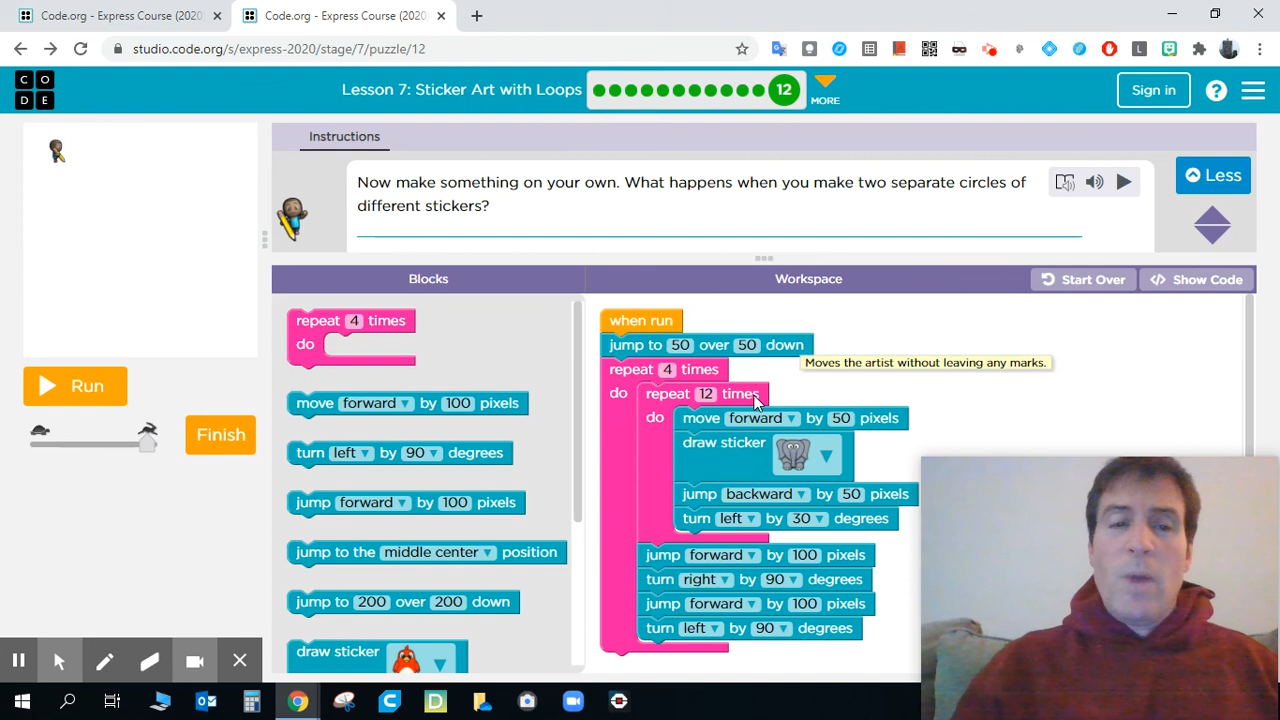 Code.org - Express Course (2020)
Code.org - Express Course (2020)
studio.code.org/s/express-2020/stage/7/puzzle/12
C O
D E
Lesson 7: Sticker Art with Loops
12
MORE
Sign in
Instructions
Now make something on your own. What happens when you make two separate circles of
different stickers?
Less
Blocks
Workspace
Start Over
Show Code
Run
Finish
repeat 4 times
do
move forward by 100 pixels
turn left by 90 degrees
jump forward by 100 pixels
jump to the middle center position
jump to 200 over 200 down
draw sticker
when run
jump to 50 over 50 down
Moves the artist without leaving any marks.
repeat 4 times
do repeat 12 times
do move forward by 50 pixels
draw sticker
jump backward by 50 pixels
turn left by 30 degrees
jump forward by 100 pixels
turn right by 90 degrees
jump forward by 100 pixels
turn left by 90 degrees